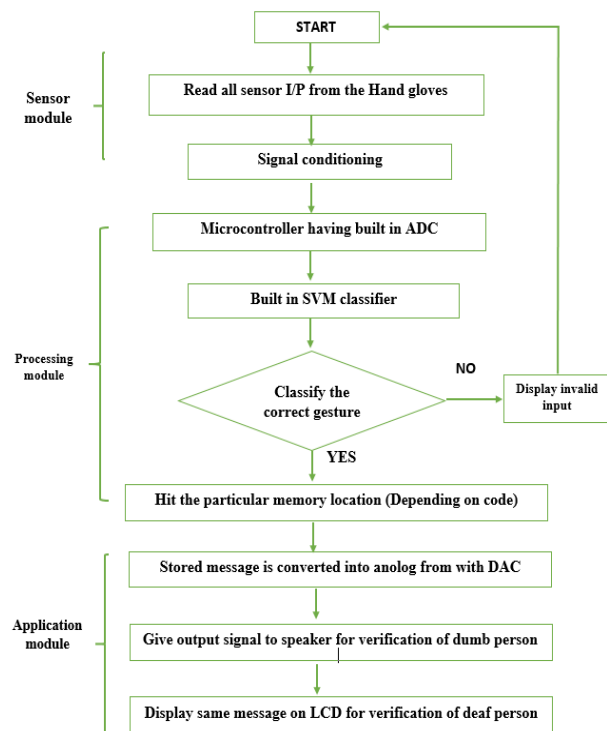 START
Sensor
module
Read all sensor I/P from the Hand gloves
Signal conditioning
Microcontroller having built in ADC
Built in SVM classifier
Processing
module
Classify the
correct gesture
NO
Display invalid
input
YES
Hit the particular memory location (Depending on code)
Stored message is converted into anolog from with DAC
Application
module
Give output signal to speaker for verification of dumb person
Display same message on LCD for verification of deaf person